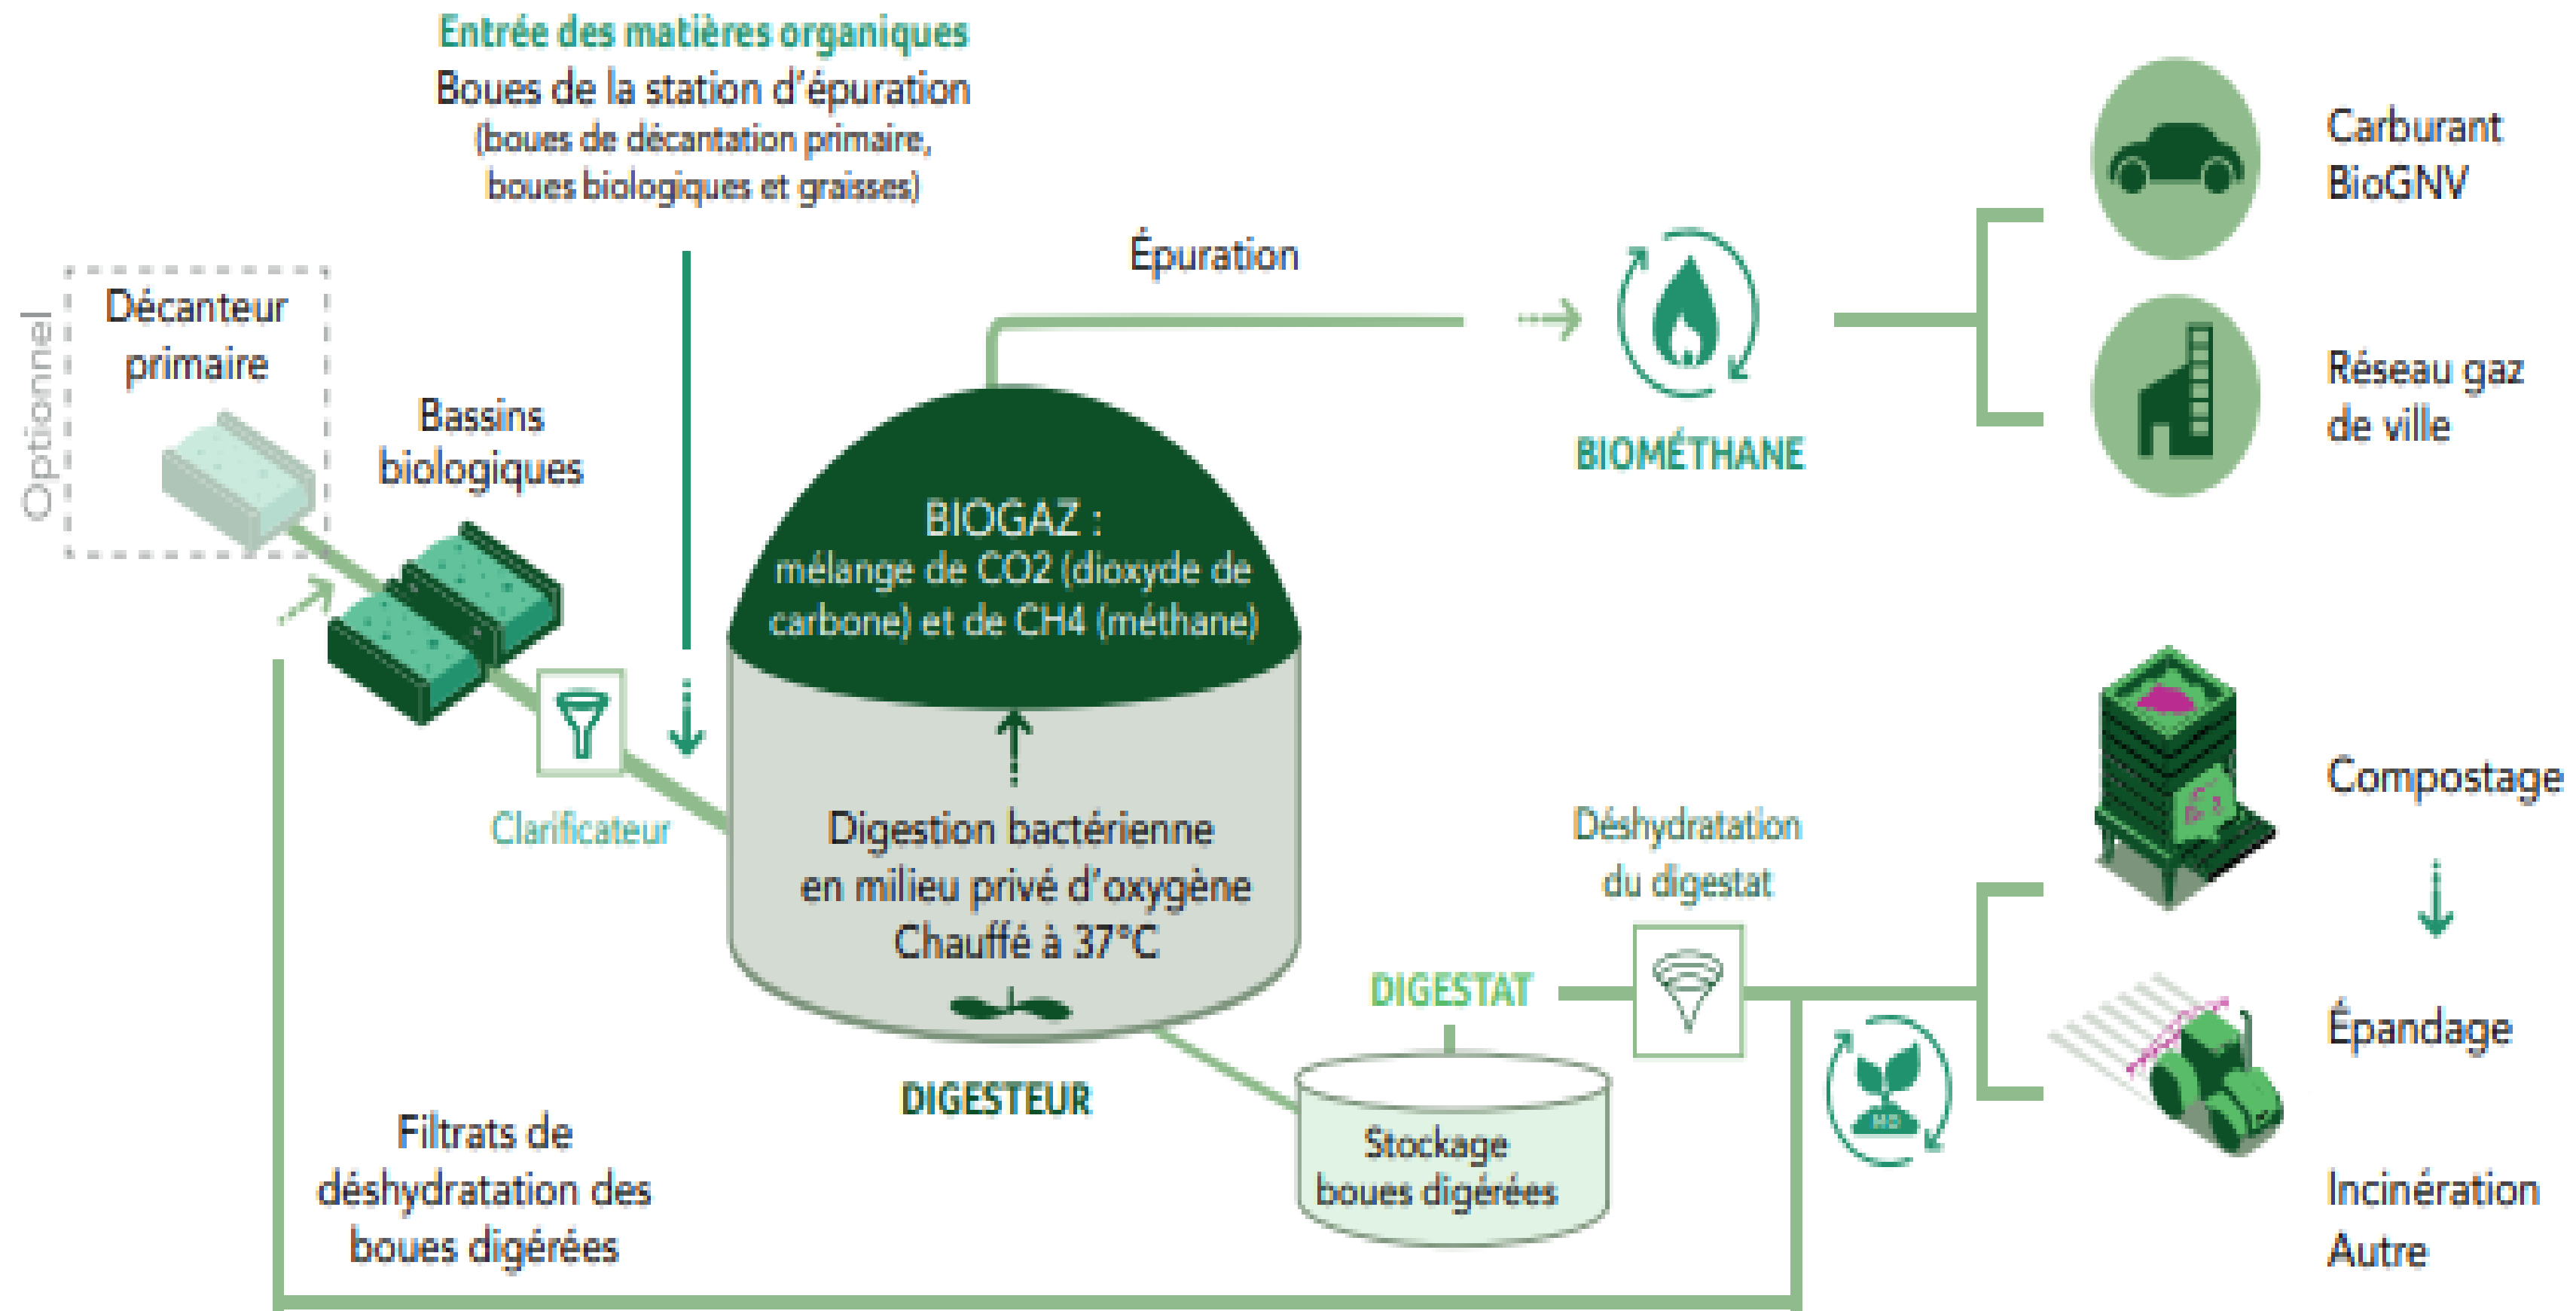 Entrée des matières organiques
Boues de la station d'épuration
(boues de décantation primaire,
boues biologiques et graisses)
Optionnel
Décanteur
primaire
Bassins
biologiques
Clarificateur
Épuration
BIOMÉTHANE
Carburant
BioGNV
Réseau gaz
de ville
BIOGAZ :
mélange de CO2 (dioxyde de
carbone) et de CH4 (méthane)
Digestion bactérienne
en milieu privé d'oxygène
Chauffé à 37°C
DIGESTEUR
Filtrats de
déshydratation des
boues digérées
DIGESTAT
Stockage
boues digérées
Déshydratation
du digestat
Compostage
Épandage
Incinération
Autre